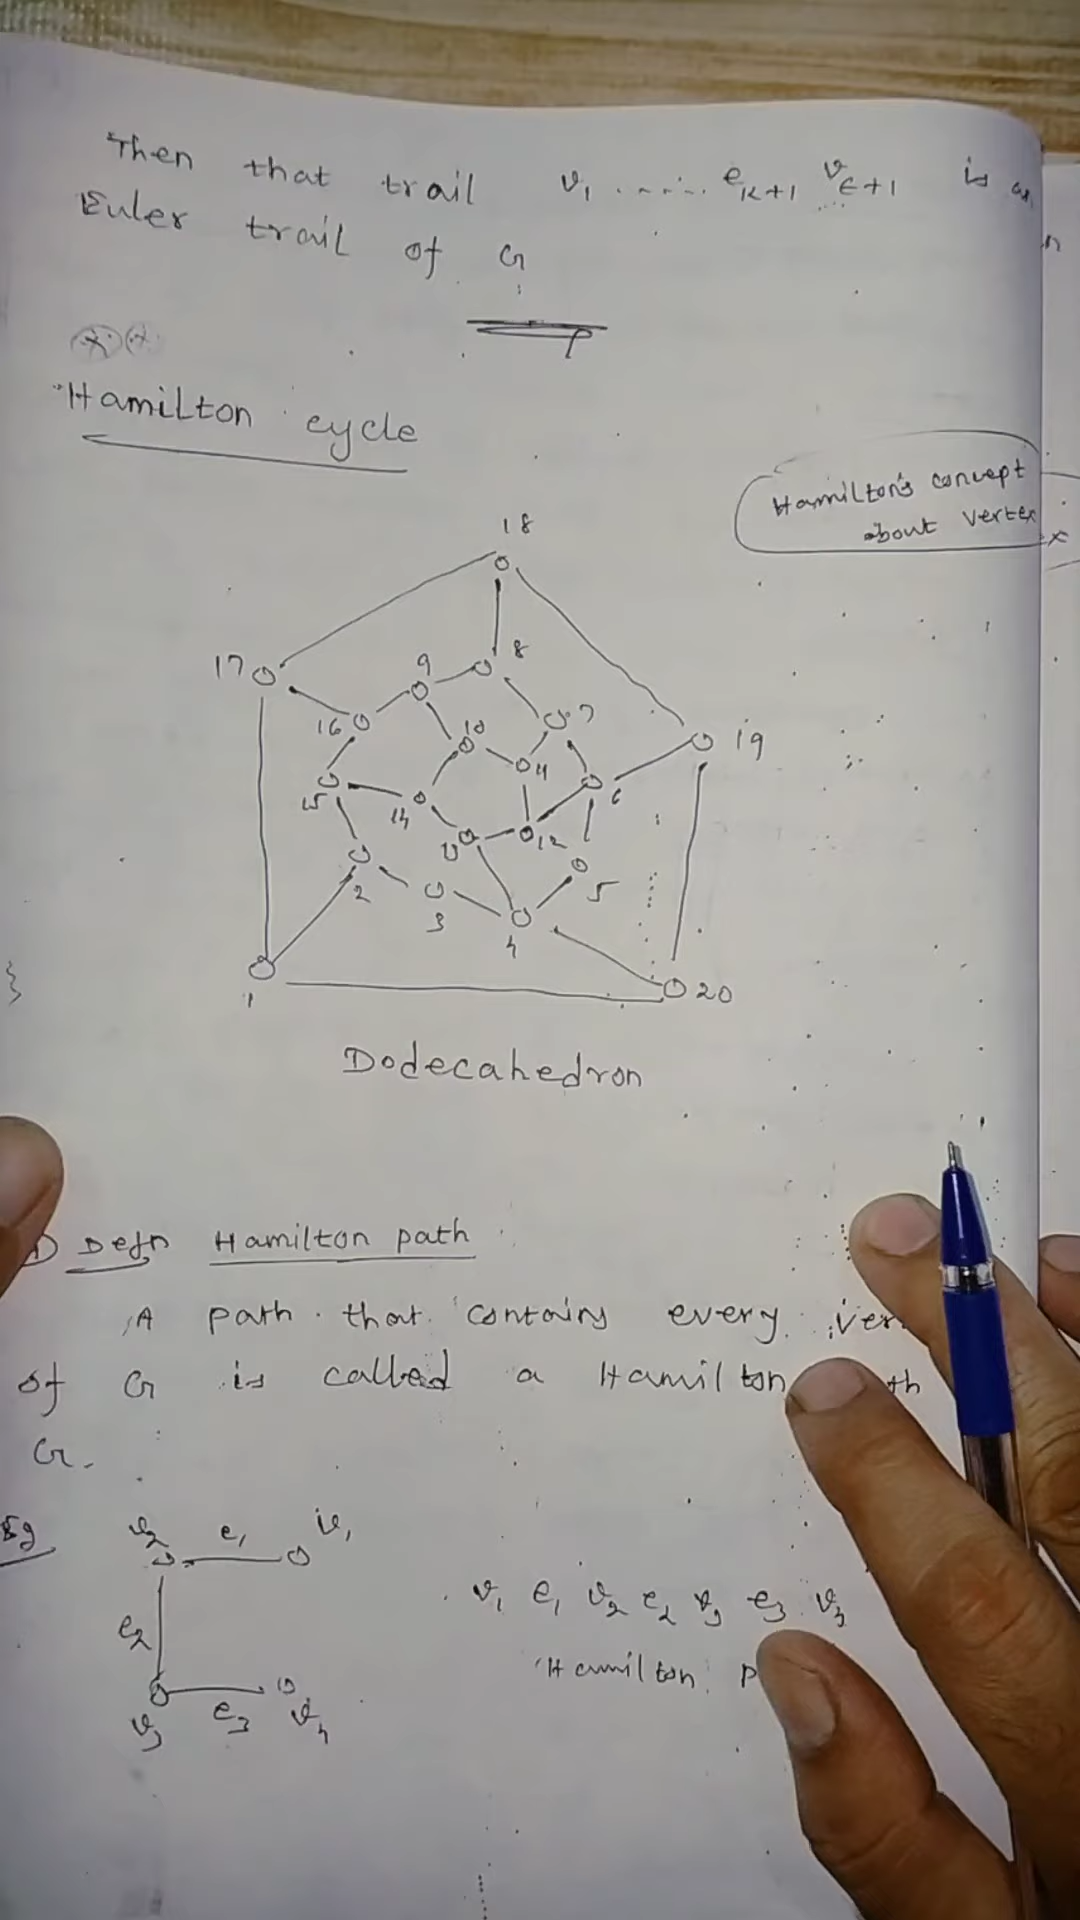 Then that trail v₁ ...... eₖ₊₁ vϵ₊₁ is an
Euler trail of G
Hamilton cycle
Hamilton's concept
about vertex
18
17
9
8
16
10
7
19
11
15
14
6
13
12
2
3
5
4
1
20
Dodecahedron
1) Defn Hamilton path
A path that contains every
of G is called a Hamilton
G.
Eg
v₂ e₁ v₁
e₂
v₃ e₃ v₄
v₁ e₁ v₂ e₂ v₃ e₃ v₃
Hamilton